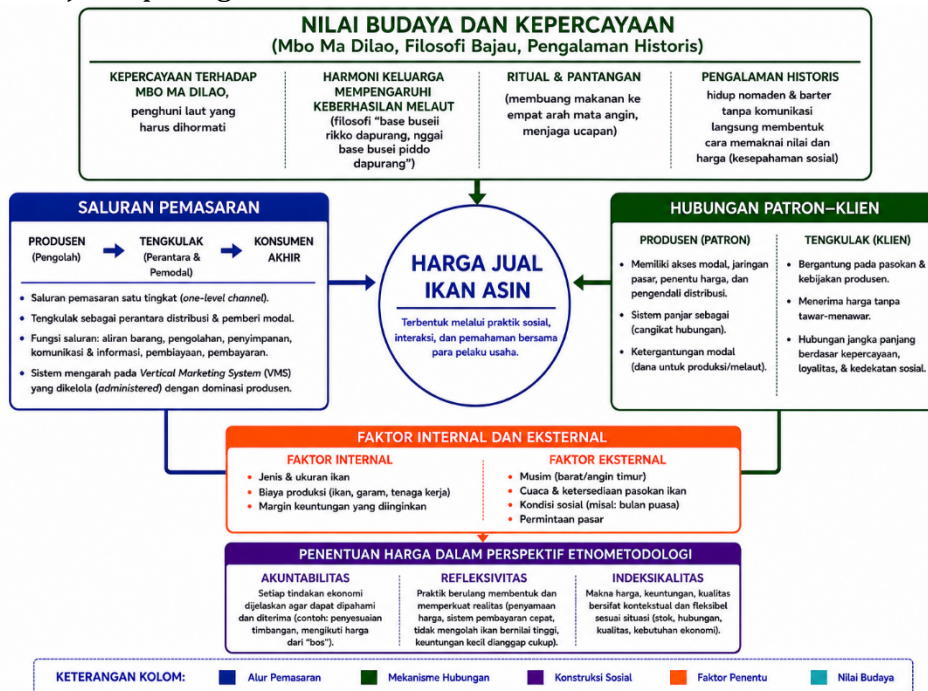 NILAI BUDAYA DAN KEPERCAYAAN
(Mbo Ma Dilao, Filosofi Bajau, Pengalaman Historis)
KEPERCAYAAN TERHADAP
MBO MA DILAO,
penghuni laut yang
harus dihormati
HARMONI KELUARGA
MEMPENGARUHI
KEBERHASILAN MELAUT
(filosofi “base buseii
rikko dapurang, nggai
base busei piddo
dapurang”)
RITUAL & PANTANGAN
(membuang makanan ke
empat arah mata angin,
menjaga ucapan)
PENGALAMAN HISTORIS
hidup nomaden & barter
tanpa komunikasi
langsung membentuk
cara memaknai nilai dan
harga (kesepahaman sosial)
SALURAN PEMASARAN
PRODUSEN
(Pengolah)
TENGKULAK
(Perantara &
Pemodal)
KONSUMEN
AKHIR
• Saluran pemasaran satu tingkat (one-level channel).
• Tengkulak sebagai perantara distribusi & pemberi modal.
• Fungsi saluran: aliran barang, pengolahan, penyimpanan,
komunikasi & informasi, pembiayaan, pembayaran.
• Sistem mengarah pada Vertical Marketing System (VMS)
yang dikelola (administered) dengan dominasi produsen.
HARGA JUAL
IKAN ASIN
Terbentuk melalui praktik sosial,
interaksi, dan pemahaman bersama
para pelaku usaha.
HUBUNGAN PATRON–KLIEN
PRODUSEN (PATRON)
• Memiliki akses modal, jaringan
pasar, penentu harga, dan
pengendali distribusi.
• Sistem panjar sebagai
(cangikat hubungan).
• Ketergantungan modal
(dana untuk produksi/melaut).
TENGKULAK (KLIEN)
• Bergantung pada pasokan &
kebijakan produsen.
• Menerima harga tanpa
tawar-menawar.
• Hubungan jangka panjang
berdasar kepercayaan,
loyalitas, & kedekatan sosial.
FAKTOR INTERNAL DAN EKSTERNAL
FAKTOR INTERNAL
• Jenis & ukuran ikan
• Biaya produksi (ikan, garam, tenaga kerja)
• Margin keuntungan yang diinginkan
FAKTOR EKSTERNAL
• Musim (barat/angin timur)
• Cuaca & ketersediaan pasokan ikan
• Kondisi sosial (misal: bulan puasa)
• Permintaan pasar
PENENTUAN HARGA DALAM PERSPEKTIF ETNOMETODOLOGI
AKUNTABILITAS
Setiap tindakan ekonomi
dijelaskan agar dapat dipahami
dan diterima (contoh: penyesuaian
timbangan, mengikuti harga
dari “bos”).
REFLEKSIVITAS
Praktik berulang membentuk dan
memperkuat realitas (penyamaan
harga, sistem pembayaran cepat,
tidak mengolah ikan bernilai tinggi,
keuntungan kecil dianggap cukup).
INDEKSIKALITAS
Makna harga, keuntungan, kualitas
bersifat kontekstual dan fleksibel
sesuai situasi (stok, hubungan,
kualitas, kebutuhan ekonomi).
KETERANGAN KOLOM:
Alur Pemasaran
Mekanisme Hubungan
Konstruksi Sosial
Faktor Penentu
Nilai Budaya